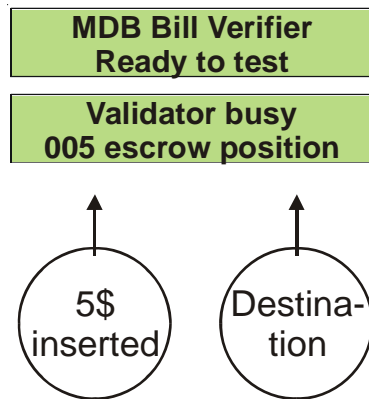 MDB Bill Verifier
Ready to test
Validator busy
005 escrow position
5$
inserted
Destina-
tion